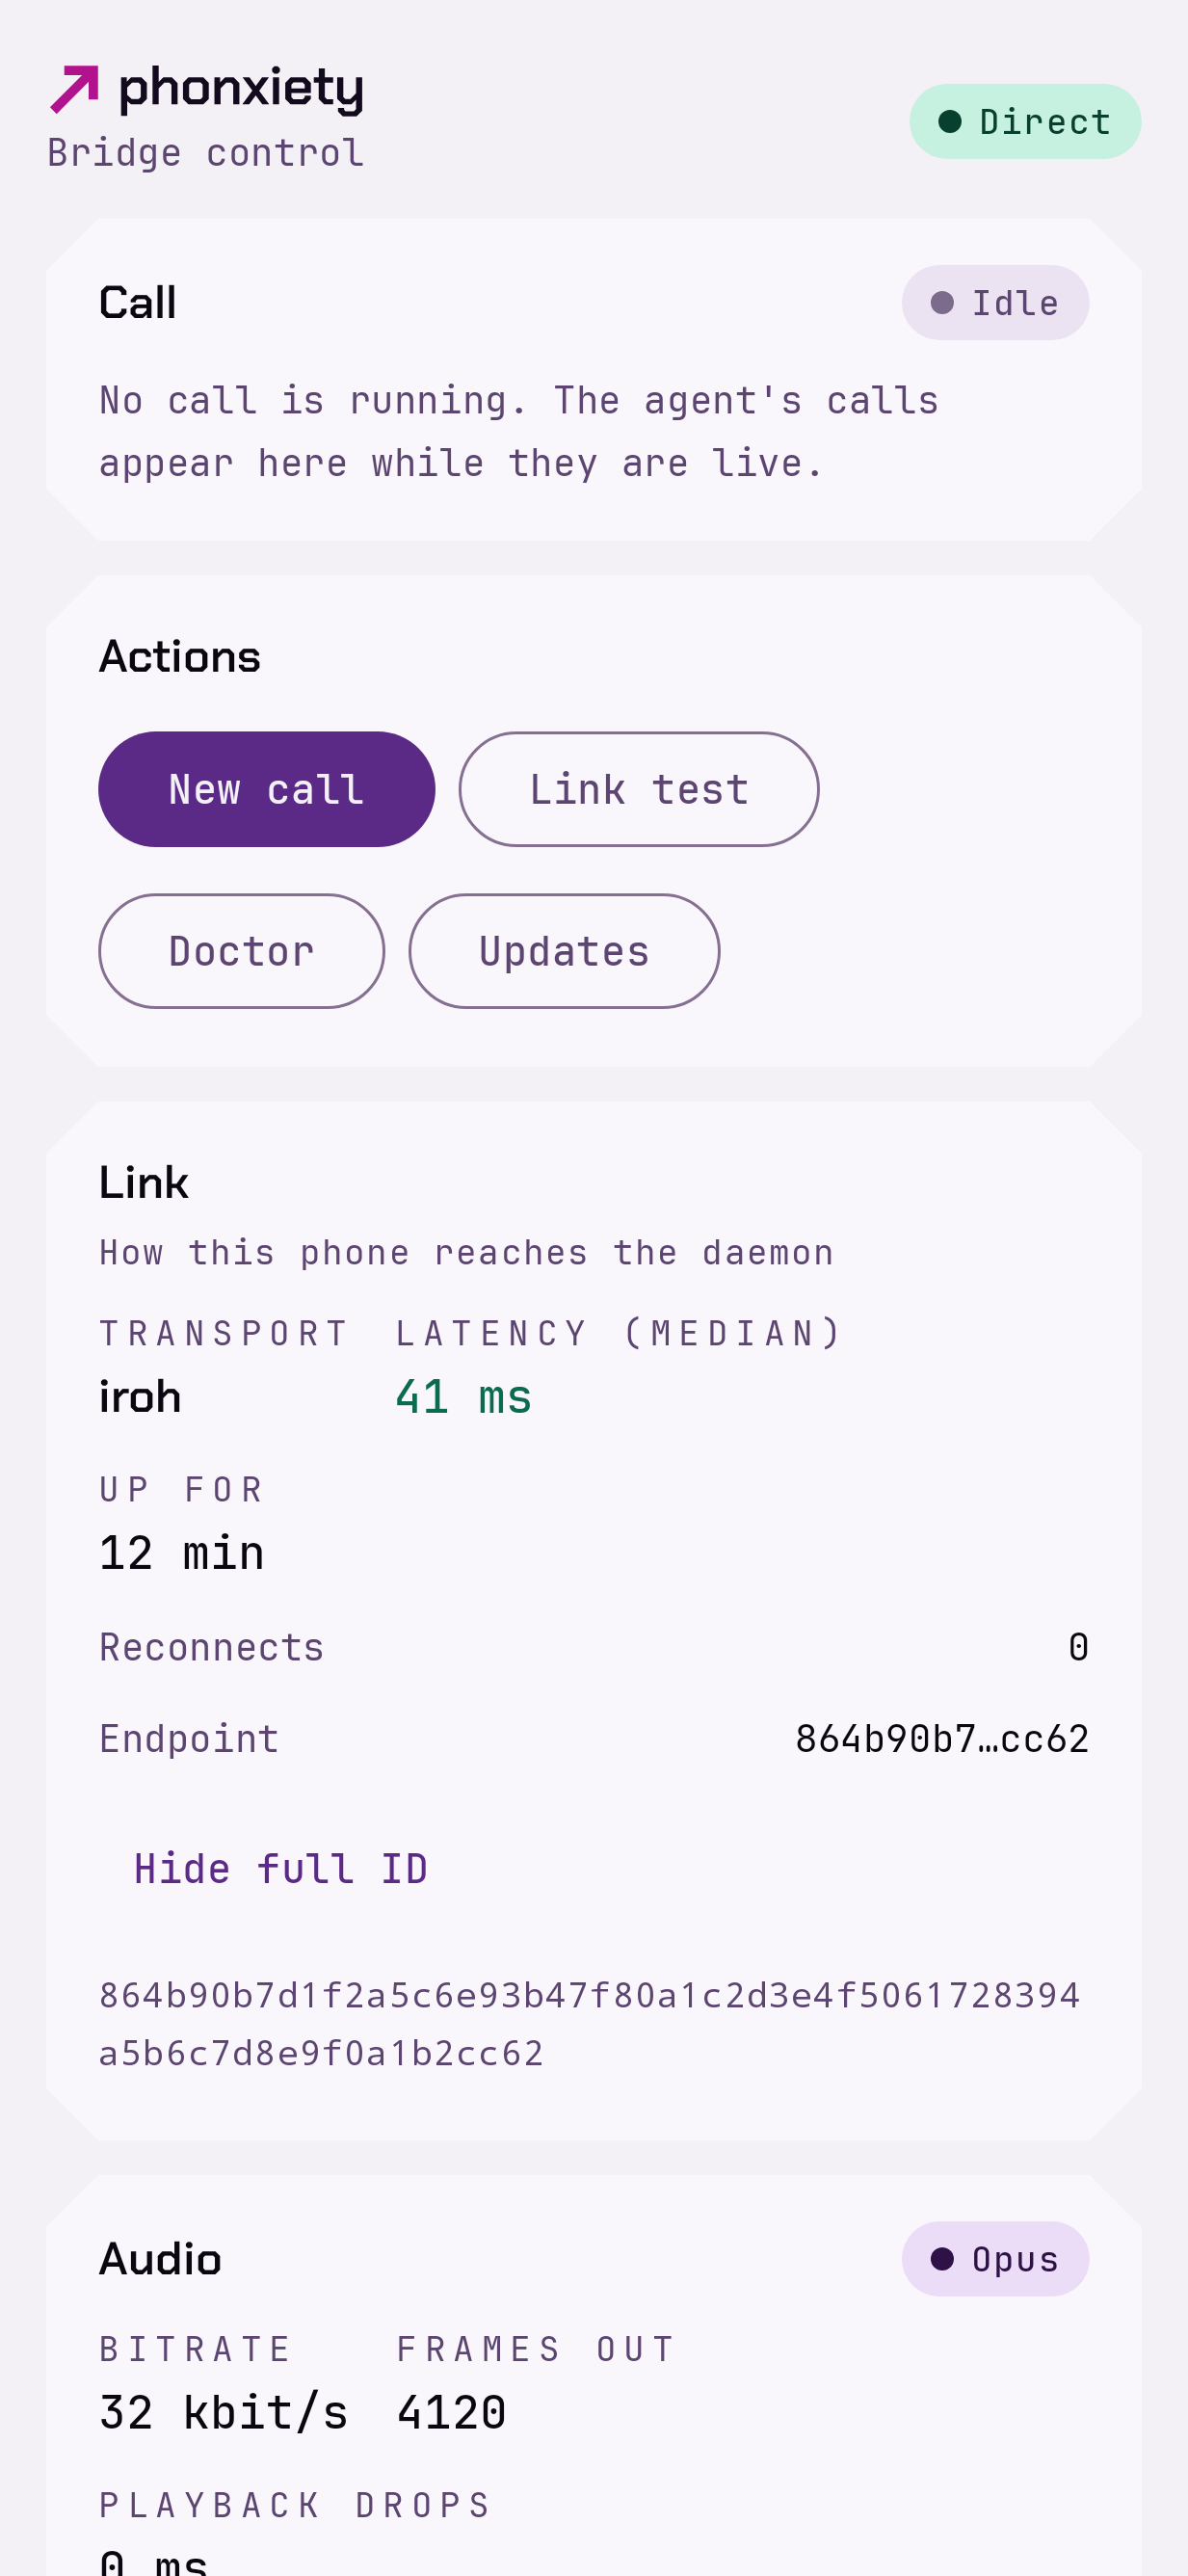 phonxiety
Bridge control
Direct
Call
Idle
No call is running. The agent's calls
appear here while they are live.
Actions
New call
Link test
Doctor
Updates
Link
How this phone reaches the daemon
TRANSPORT
LATENCY (MEDIAN)
iroh
41 ms
UP FOR
12 min
Reconnects
0
Endpoint
864b90b7…cc62
Hide full ID
864b90b7d1f2a5c6e93b47f80a1c2d3e4f5061728394
a5b6c7d8e9f0a1b2cc62
Audio
Opus
BITRATE
FRAMES OUT
32 kbit/s
4120
PLAYBACK DROPS
0 ms